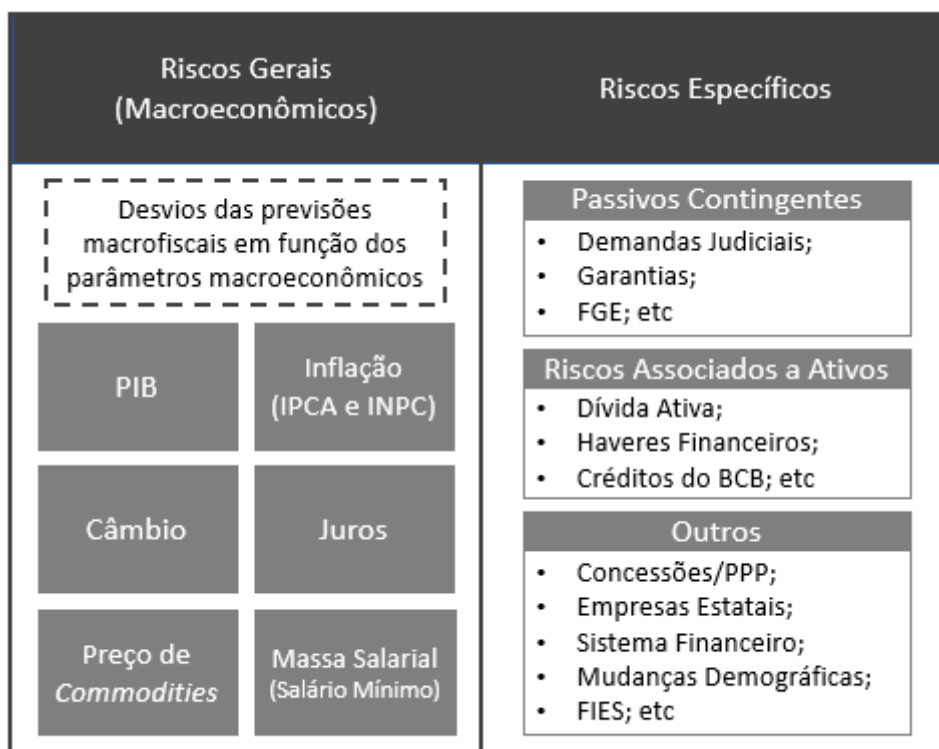 Riscos Gerais
(Macroeconômicos)
Riscos Específicos
Desvios das previsões
macrofiscais em função dos
parâmetros macroeconômicos
PIB
Inflação
(IPCA e INPC)
Câmbio
Juros
Preço de
Commodities
Massa Salarial
(Salário Mínimo)
Passivos Contingentes
• Demandas Judiciais;
• Garantias;
• FGE; etc
Riscos Associados a Ativos
• Dívida Ativa;
• Haveres Financeiros;
• Créditos do BCB; etc
Outros
• Concessões/PPP;
• Empresas Estatais;
• Sistema Financeiro;
• Mudanças Demográficas;
• FIES; etc